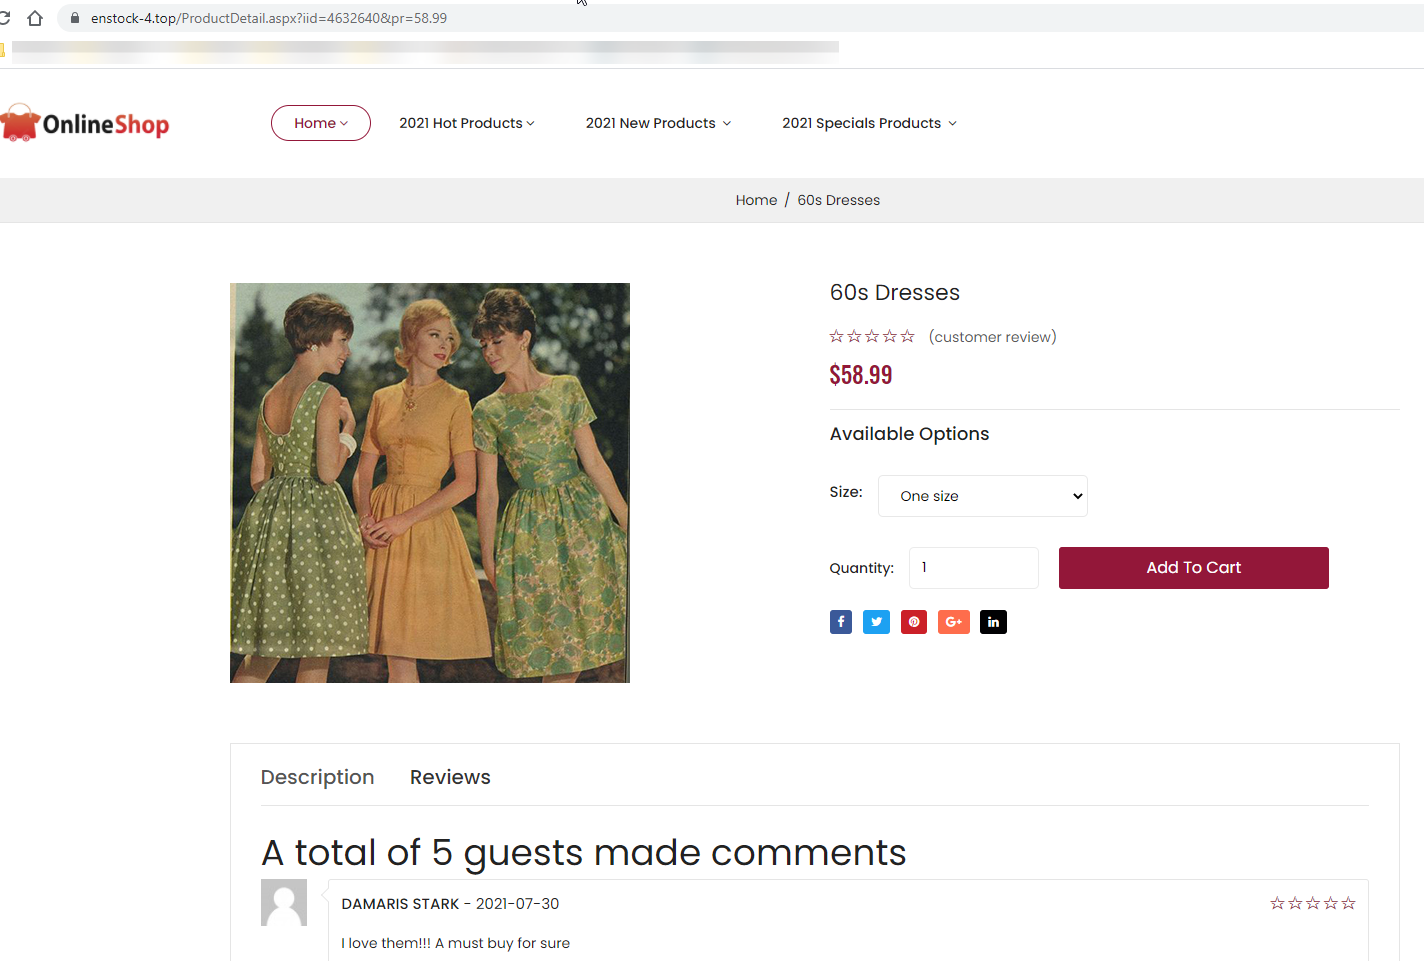 enstock-4.top/ProductDetail.aspx?iid=4632640&pr=58.99
OnlineShop
Home
2021 Hot Products
2021 New Products
2021 Specials Products
Home / 60s Dresses
60s Dresses
(customer review)
$58.99
Available Options
Size: One size
Quantity: 1 Add To Cart
f G+ in
Description Reviews
A total of 5 guests made comments
DAMARIS STARK - 2021-07-30
I love them!!! A must buy for sure